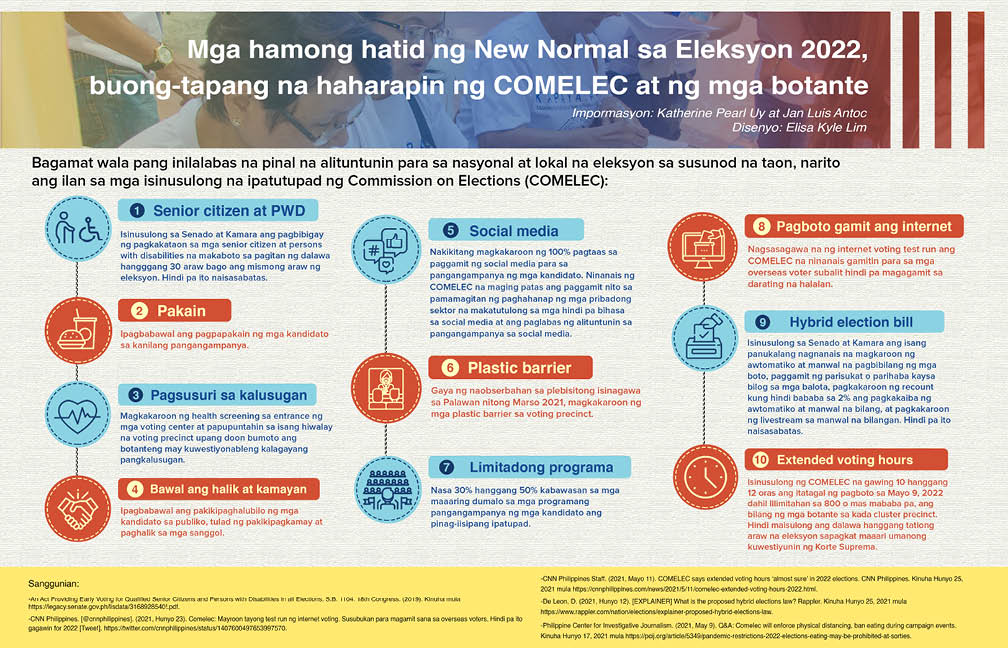 Mga hamong hatid ng New Normal sa Eleksyon 2022,
buong-tapang na haharapin ng COMELEC at ng mga botante
Impormasyon: Katherine Pearl Uy at Jan Luis Antoc
Disenyo: Elisa Kyle Lim
Bagamat wala pang inilalabas na pinal na alituntunin para sa nasyonal at lokal na eleksyon sa susunod na taon, narito
ang ilan sa mga isinusulong na ipatutupad ng Commission on Elections (COMELEC):
1 Senior citizen at PWD
Isinusulong sa Senado at Kamara ang pagbibigay
ng pagkakataon sa mga senior citizen at persons
with disabilities na makaboto sa pagitan ng dalawa
hangggang 30 araw bago ang mismong araw ng
eleksyon. Hindi pa ito naisasabatas.
2 Pakain
Ipagbabawal ang pagpapakain ng mga kandidato
sa kanilang pangangampanya.
3 Pagsusuri sa kalusugan
Magkakaroon ng health screening sa entrance ng
mga voting center at papupuntahin sa isang hiwalay
na voting precinct upang doon bumoto ang
botanteng may kuwestiyonableng kalagayang
pangkalusugan.
4 Bawal ang halik at kamayan
Ipagbabawal ang pakikipaghalubilo ng mga
kandidato sa publiko, tulad ng pakikipagkamay at
paghalik sa mga sanggol.
5 Social media
Nakikitang magkakaroon ng 100% pagtaas sa
paggamit ng social media para sa
pangangampanya ng mga kandidato. Ninanais ng
COMELEC na maging patas ang paggamit nito sa
pamamagitan ng paghahanap ng mga pribadong
sektor na makatutulong sa mga hindi pa bihasa
sa social media at ang paglabas ng alituntunin sa
pangangampanya sa social media.
6 Plastic barrier
Gaya ng naobserbahan sa plebisitong isinagawa
sa Palawan nitong Marso 2021, magkakaroon ng
mga plastic barrier sa voting precinct.
7 Limitadong programa
Nasa 30% hanggang 50% kabawasan sa mga
maaaring dumalo sa mga programang
pangangampanya ng mga kandidato ang
pinag-iisipang ipatupad.
8 Pagboto gamit ang internet
Nagsasagawa na ng internet voting test run ang
COMELEC na ninanais gamitin para sa mga
overseas voter subalit hindi pa magagamit sa
darating na halalan.
9 Hybrid election bill
Isinusulong sa Senado at Kamara ang isang
panukalang nagnanais na magkaroon ng
awtomatiko at manwal na pagbibilang ng mga
boto, paggamit ng parisukat o parihaba kaysa
bilog sa mga balota, pagkakaroon ng recount
kung hindi bababa sa 2% ang pagkakaiba ng
awtomatiko at manwal na bilang, at pagkakaroon
ng livestream sa manwal na bilangan. Hindi pa ito
naisasabatas.
10 Extended voting hours
Isinusulong ng COMELEC na gawing 10 hanggang
12 oras ang itatagal ng pagboto sa Mayo 9, 2022
dahil lilimitahan sa 800 o mas mababa pa, ang
bilang ng mga botante sa kada cluster precinct.
Hindi maisulong ang dalawa hanggang tatlong
araw na eleksyon sapagkat maaari umanong
kuwestiyunin ng Korte Suprema.
Sanggunian:
-An Act Providing Early Voting for Qualified Senior Citizens and Persons with Disabilities in all Elections, S.B. 1104, 18th Congress. (2019). Kinuha mula
https://legacy.senate.gov.ph/lisdata/3168928540!.pdf.
-CNN Philippines. [@cnnphilippines]. (2021, Hunyo 23). Comelec: Mayroon tayong test run ng internet voting. Susubukan para magamit sana sa overseas voters. Hindi pa ito
gagawin for 2022 [Tweet]. https://twitter.com/cnnphilippines/status/1407600497653997570.
-CNN Philippines Staff. (2021, Mayo 11). COMELEC says extended voting hours 'almost sure' in 2022 elections. CNN Philippines. Kinuha Hunyo 25,
2021 mula https://cnnphilippines.com/news/2021/5/11/comelec-extended-voting-hours-2022.html.
-De Leon, D. (2021, Hunyo 12). [EXPLAINER] What is the proposed hybrid elections law? Rappler. Kinuha Hunyo 25, 2021 mula
https://www.rappler.com/nation/elections/explainer-proposed-hybrid-elections-law.
-Philippine Center for Investigative Journalism. (2021, May 9). Q&A: Comelec will enforce physical distancing, ban eating during campaign events.
Kinuha Hunyo 17, 2021 mula https://pcij.org/article/5349/pandemic-restrictions-2022-elections-eating-may-be-prohibited-at-sorties.